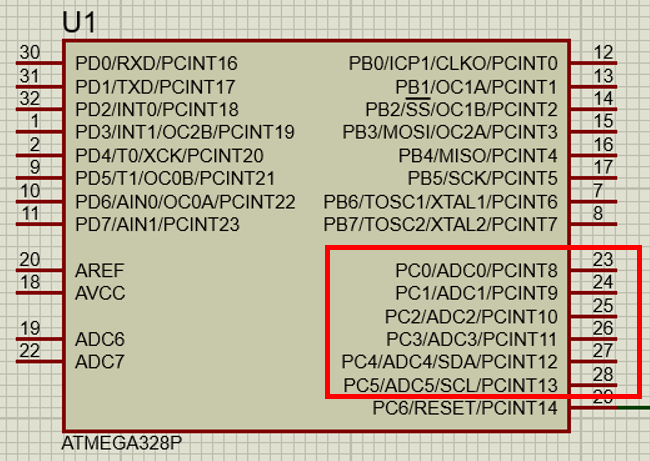 U1
30 PD0/RXD/PCINT16 PB0/ICP1/CLKO/PCINT0 12
31 PD1/TXD/PCINT17 PB1/OC1A/PCINT1 13
32 PD2/INT0/PCINT18 PB2/SS/OC1B/PCINT2 14
1 PD3/INT1/OC2B/PCINT19 PB3/MOSI/OC2A/PCINT3 15
2 PD4/T0/XCK/PCINT20 PB4/MISO/PCINT4 16
9 PD5/T1/OC0B/PCINT21 PB5/SCK/PCINT5 17
10 PD6/AIN0/OC0A/PCINT22 PB6/TOSC1/XTAL1/PCINT6 7
11 PD7/AIN1/PCINT23 PB7/TOSC2/XTAL2/PCINT7 8
20 AREF PC0/ADC0/PCINT8 23
18 AVCC PC1/ADC1/PCINT9 24
PC2/ADC2/PCINT10 25
19 ADC6 PC3/ADC3/PCINT11 26
22 ADC7 PC4/ADC4/SDA/PCINT12 27
PC5/ADC5/SCL/PCINT13 28
PC6/RESET/PCINT14 29
ATMEGA328P